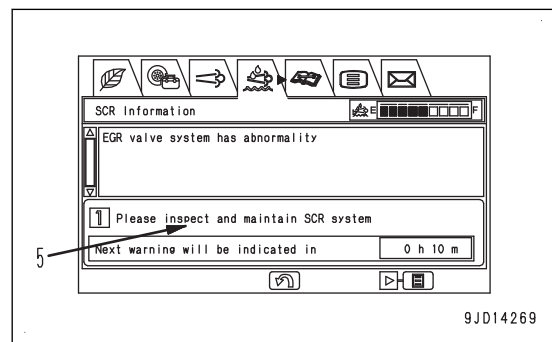 SCR Information
E F
EGR valve system has abnormality
1 Please inspect and maintain SCR system
5
Next warning will be indicated in 0 h 10 m
9JD14269